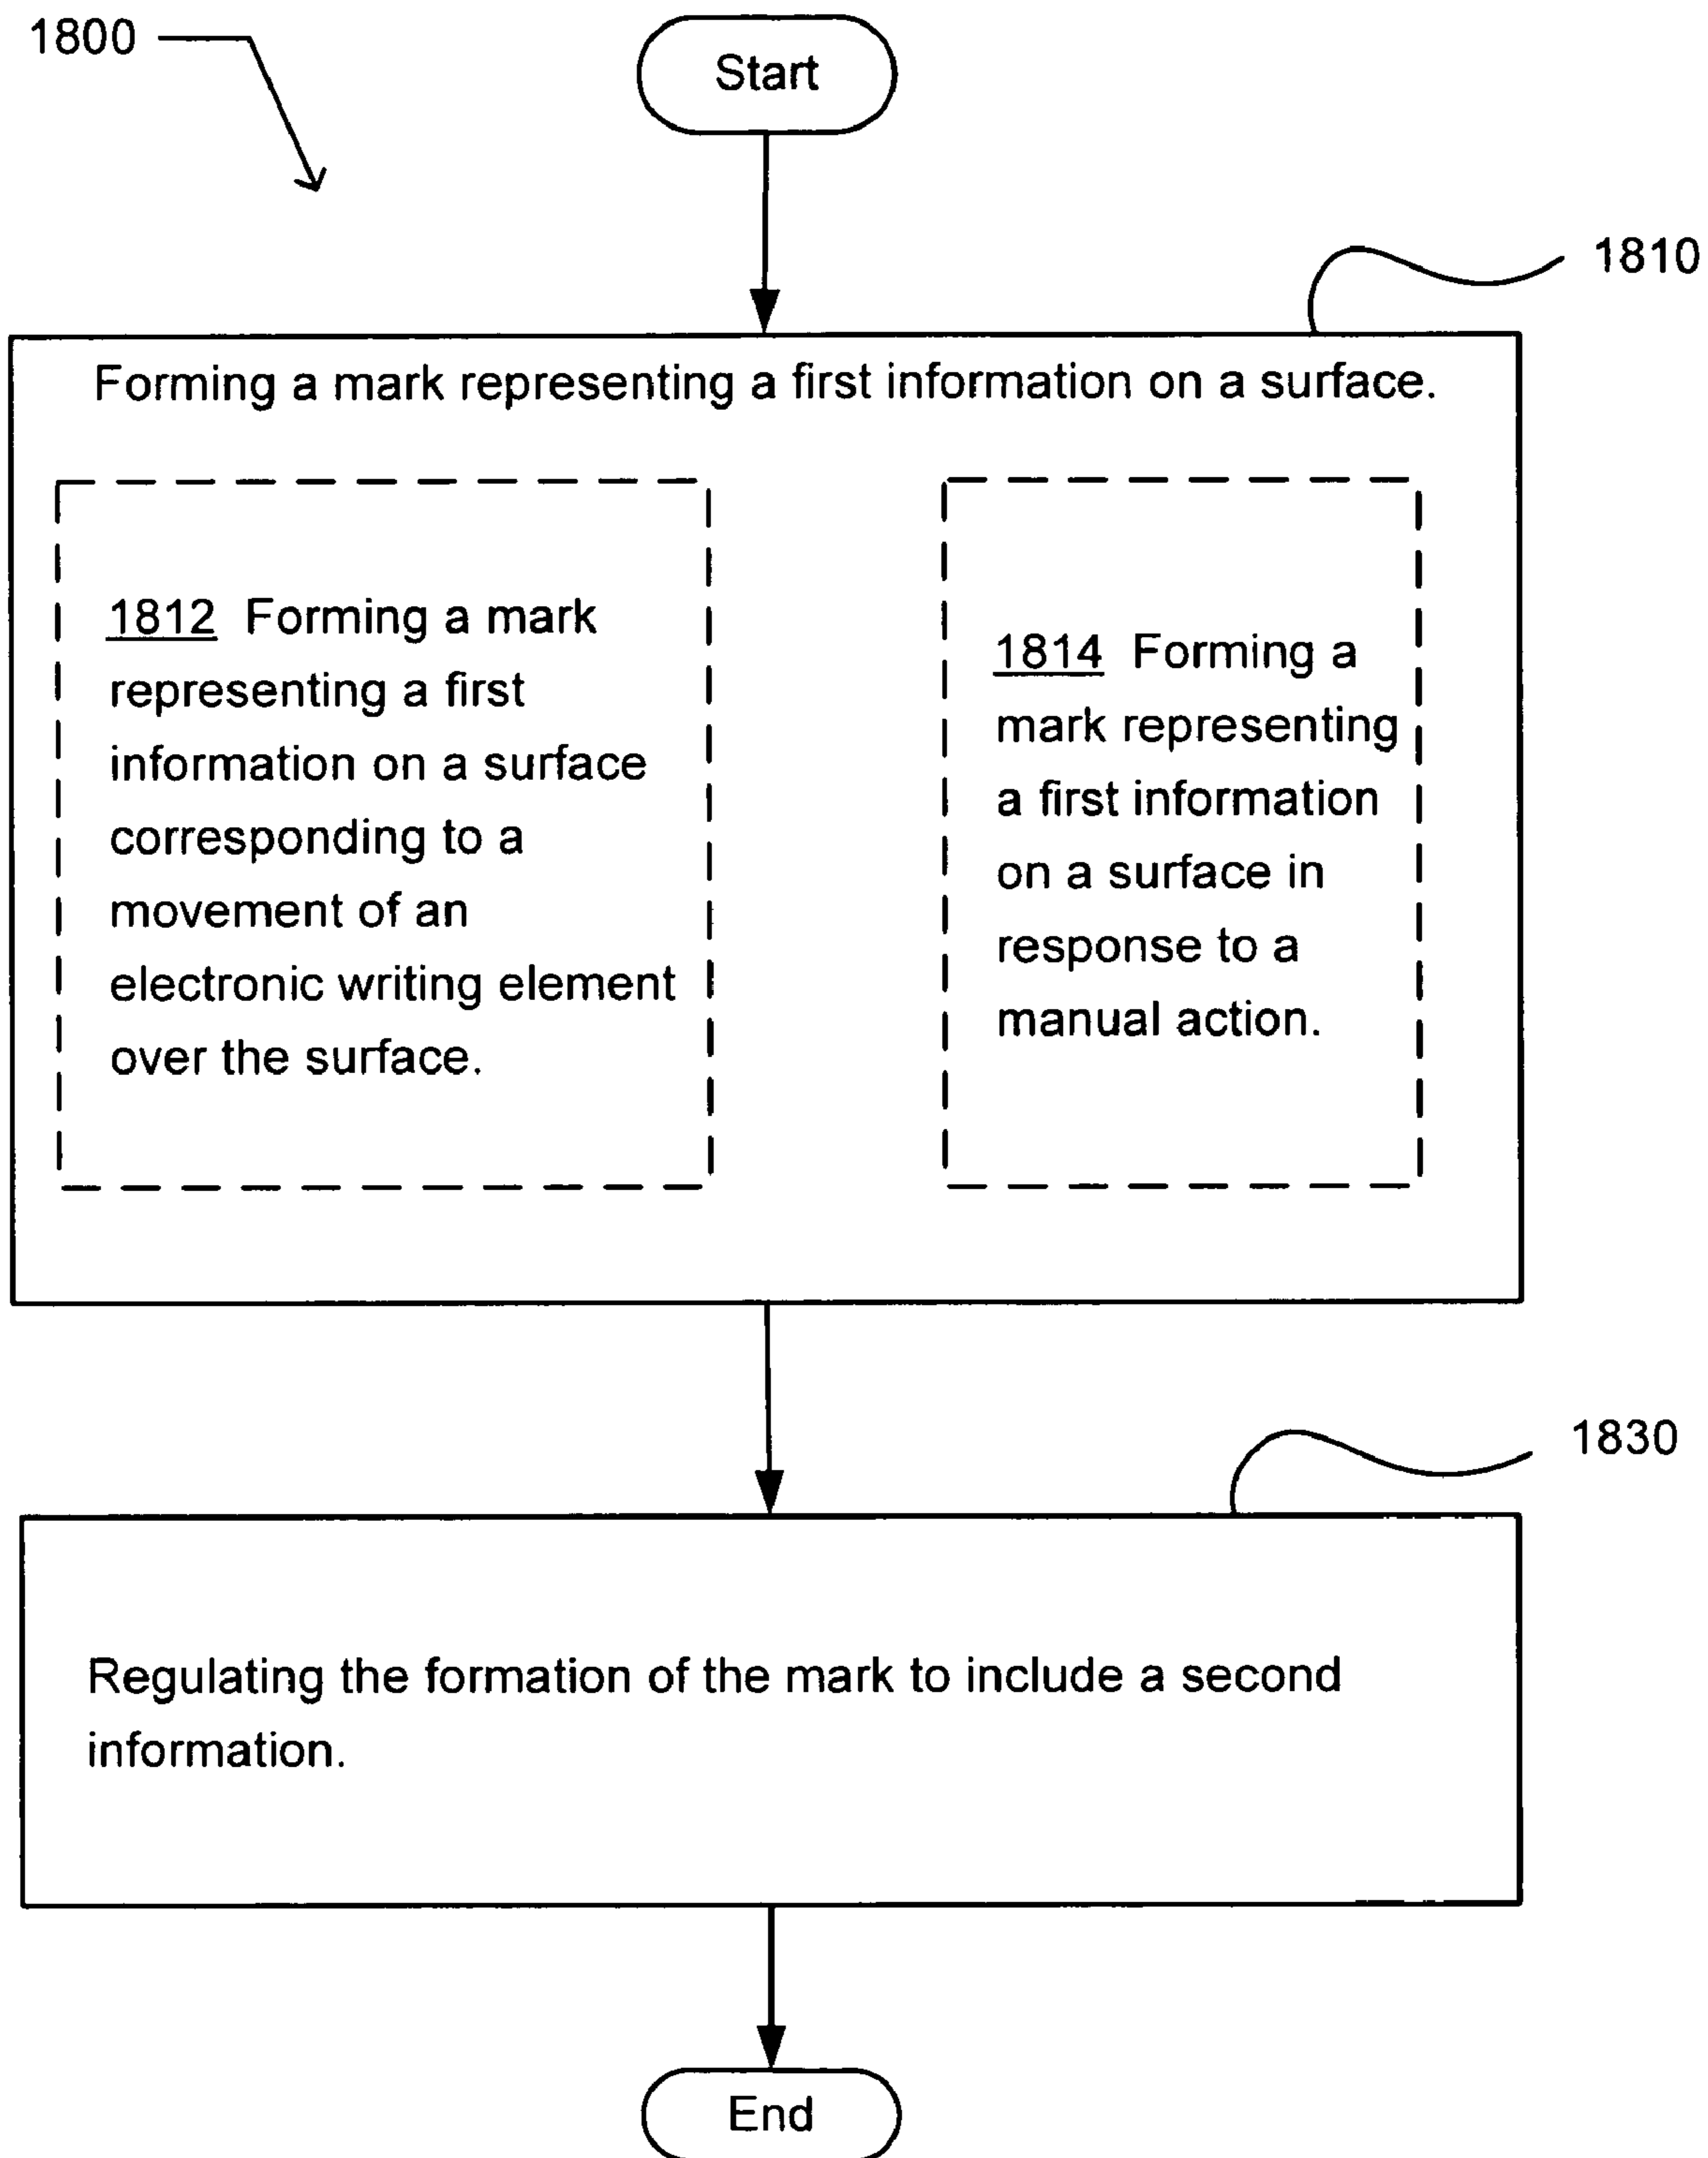 1800
Start
1810
Forming a mark representing a first information on a surface.
1812 Forming a mark
representing a first
information on a surface
corresponding to a
movement of an
electronic writing element
over the surface.
1814 Forming a
mark representing
a first information
on a surface in
response to a
manual action.
1830
Regulating the formation of the mark to include a second
information.
End